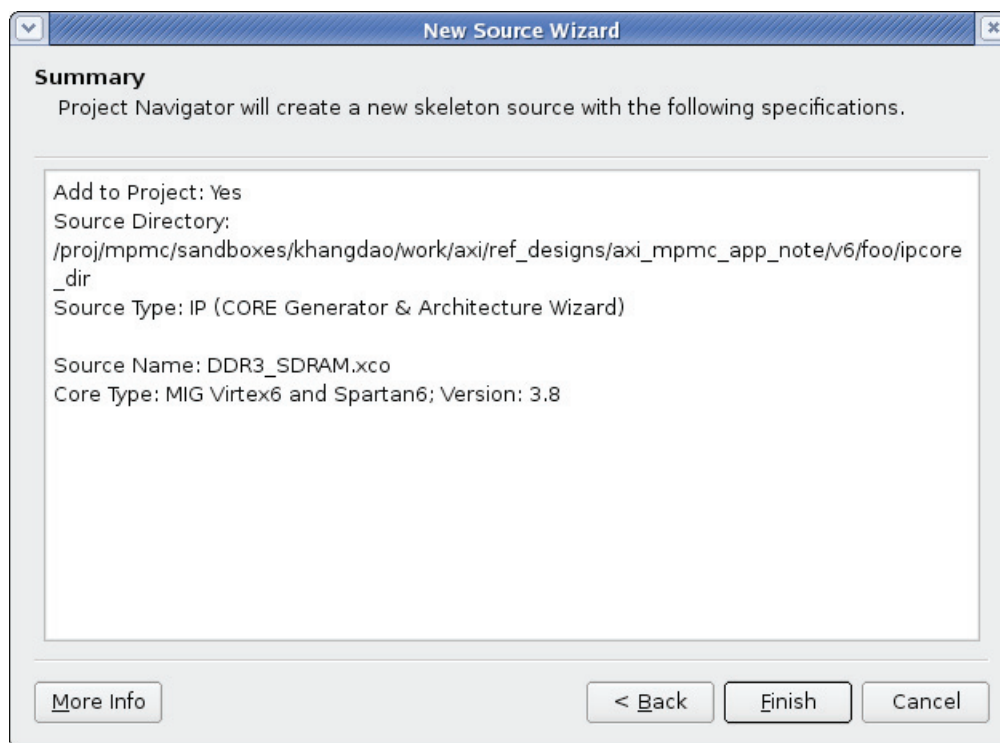 New Source Wizard
Summary
Project Navigator will create a new skeleton source with the following specifications.
Add to Project: Yes
Source Directory:
/proj/mpmc/sandboxes/khangdao/work/axi/ref_designs/axi_mpmc_app_note/v6/foo/ipcore
_dir
Source Type: IP (CORE Generator & Architecture Wizard)
Source Name: DDR3_SDRAM.xco
Core Type: MIG Virtex6 and Spartan6; Version: 3.8
More Info
< Back
Finish
Cancel